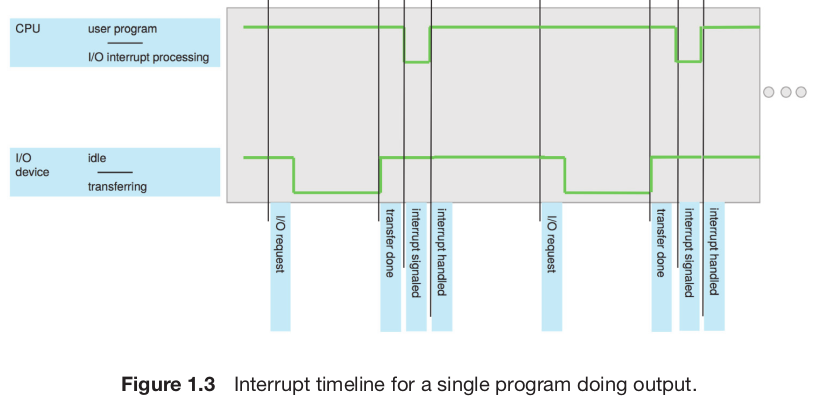 CPU
user program
I/O interrupt processing
I/O
device
idle
transferring
I/O request
transfer done
interrupt signaled
interrupt handled
I/O request
transfer done
interrupt signaled
interrupt handled
Figure 1.3 Interrupt timeline for a single program doing output.